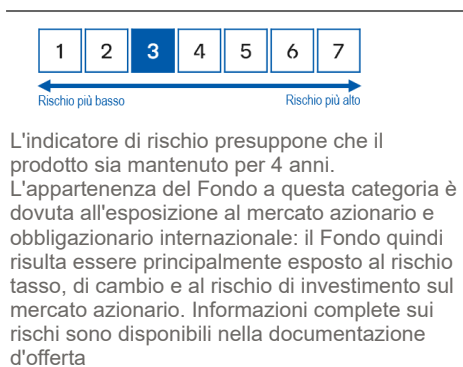 1 2 3 4 5 6 7
Rischio più basso Rischio più alto
L'indicatore di rischio presuppone che il
prodotto sia mantenuto per 4 anni.
L'appartenenza del Fondo a questa categoria è
dovuta all'esposizione al mercato azionario e
obbligazionario internazionale: il Fondo quindi
risulta essere principalmente esposto al rischio
tasso, di cambio e al rischio di investimento sul
mercato azionario. Informazioni complete sui
rischi sono disponibili nella documentazione
d'offerta